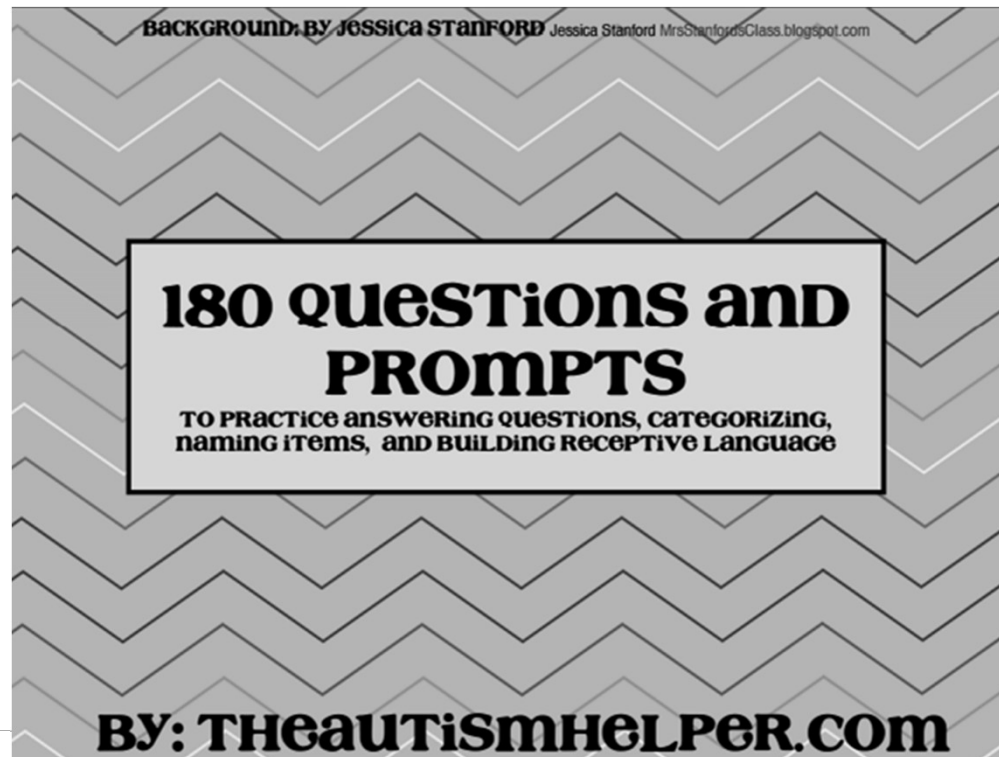 BACKGROUND: BY JESSICA STANFORD Jessica Stanford MrsStanfordsClass.blogspot.com
180 QUESTIONS AND
PROMPTS
TO PRACTICE ANSWERING QUESTIONS, CATEGORIZING,
NAMING ITEMS, AND BUILDING RECEPTIVE LANGUAGE
BY: THEAUTISMHELPER.COM